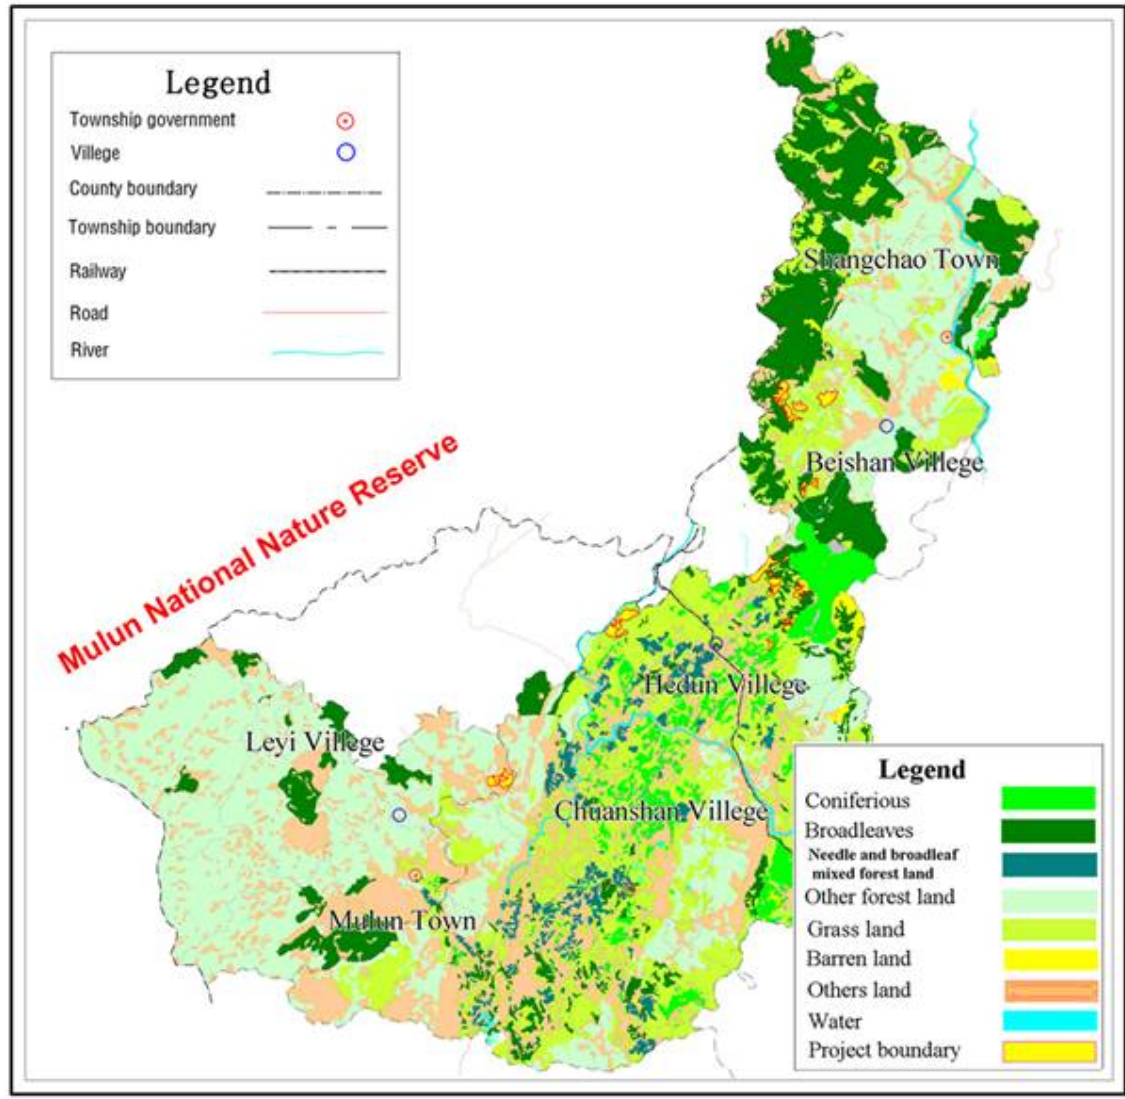 Legend
Township government
Villege
County boundary
Township boundary
Railway
Road
River
Shangchao Town
Beishan Villege
Mulun National Nature Reserve
Hedun Villege
Leyi Villege
Chuanshan Villege
Mulun Town
Legend
Coniferious
Broadleaves
Needle and broadleaf
mixed forest land
Other forest land
Grass land
Barren land
Others land
Water
Project boundary